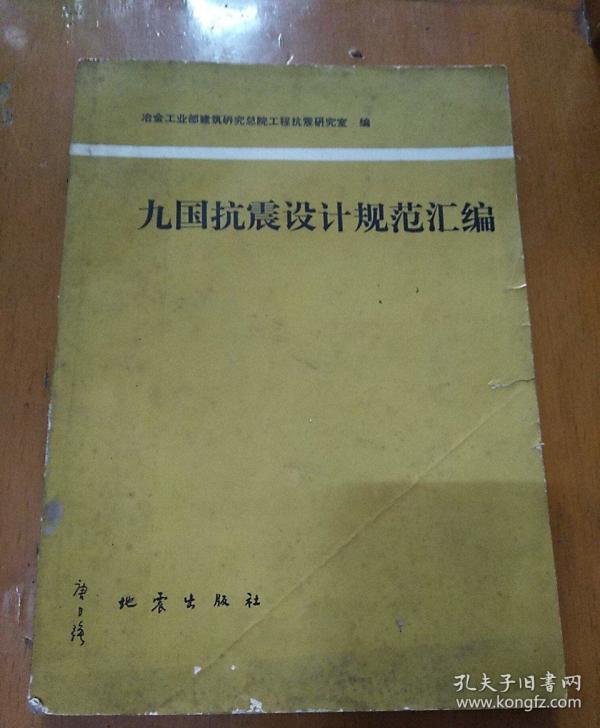 冶金工业部建筑研究总院工程抗震研究室 编
九国抗震设计规范汇编
地震出版社
孔夫子旧书网
www.kongfz.com